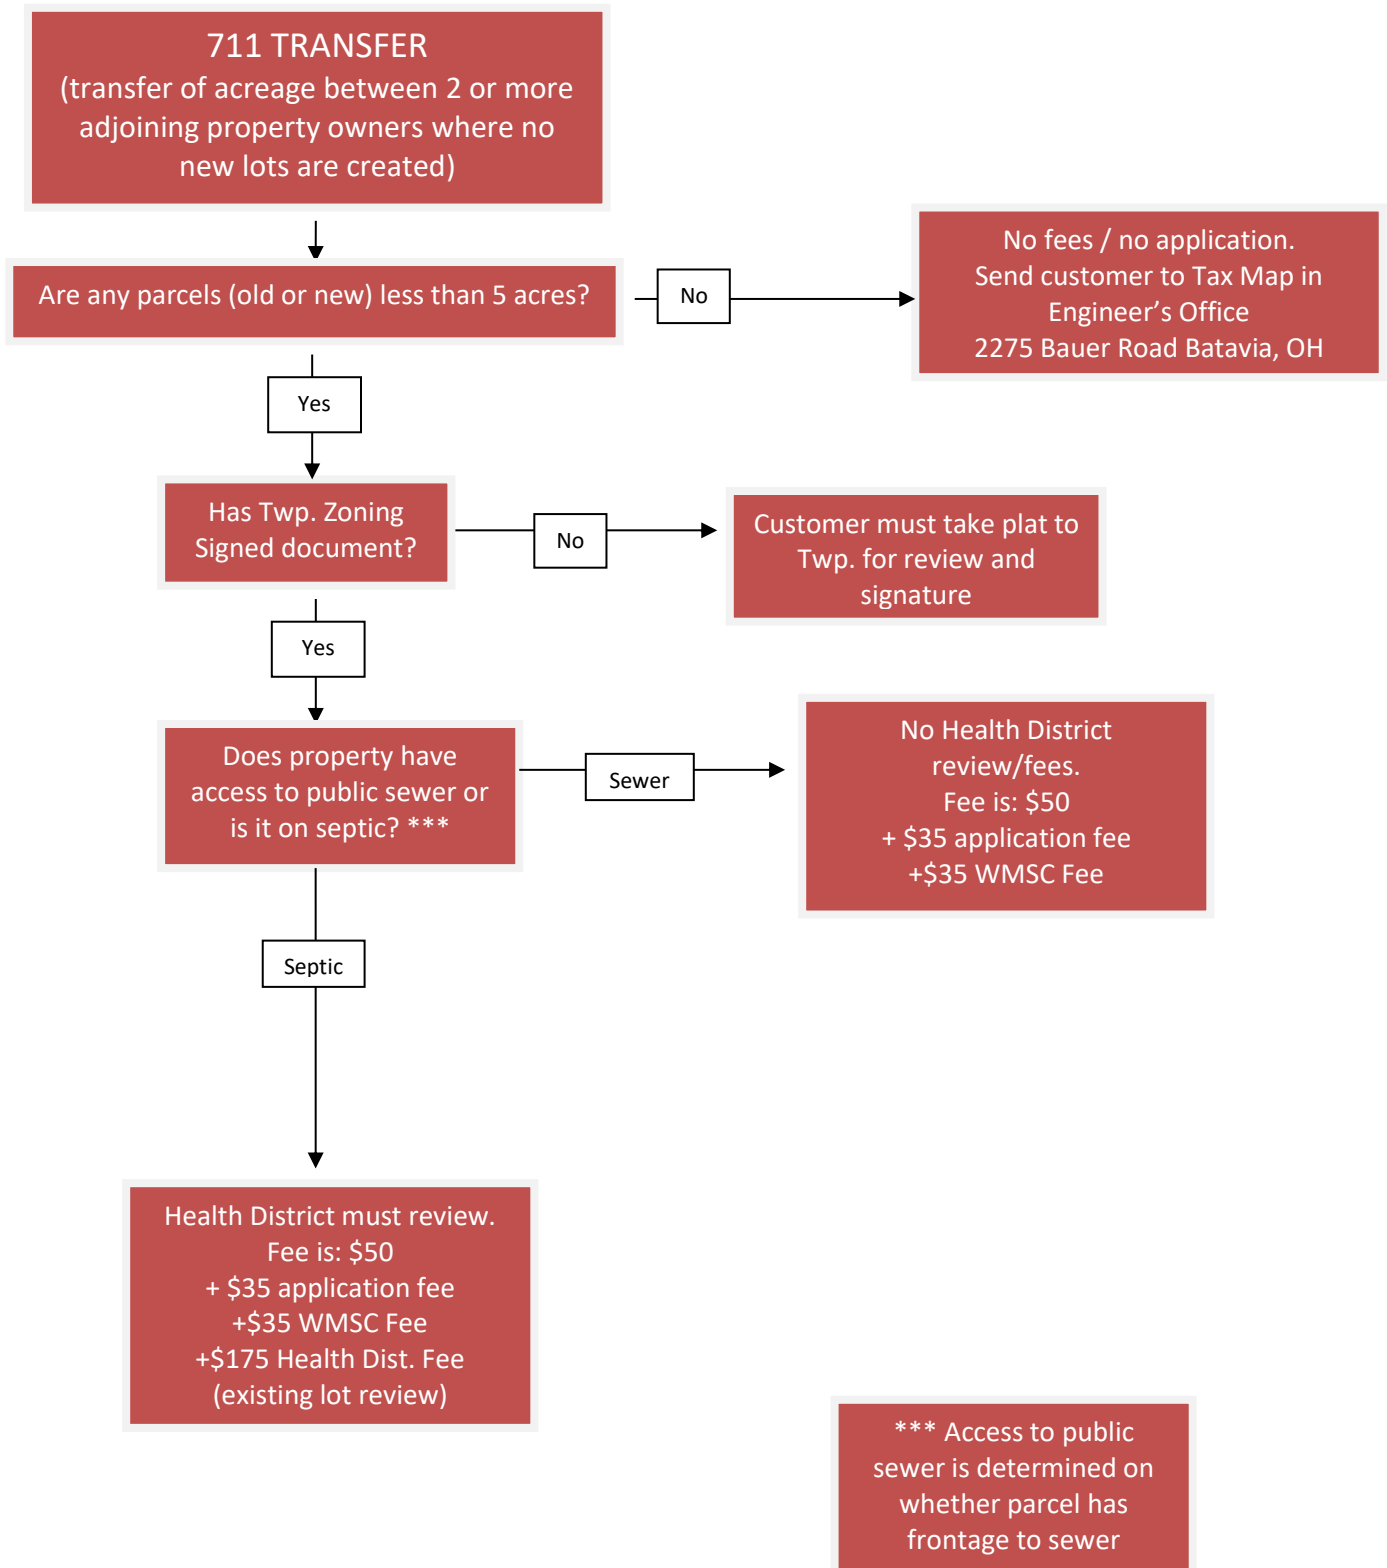 711 TRANSFER
(transfer of acreage between 2 or more
adjoining property owners where no
new lots are created)
Are any parcels (old or new) less than 5 acres?
No
No fees / no application.
Send customer to Tax Map in
Engineer’s Office
2275 Bauer Road Batavia, OH
Yes
Has Twp. Zoning
Signed document?
No
Customer must take plat to
Twp. for review and
signature
Yes
Does property have
access to public sewer or
is it on septic? ***
Sewer
No Health District
review/fees.
Fee is: $50
+ $35 application fee
+$35 WMSC Fee
Septic
Health District must review.
Fee is: $50
+ $35 application fee
+$35 WMSC Fee
+$175 Health Dist. Fee
(existing lot review)
*** Access to public
sewer is determined on
whether parcel has
frontage to sewer